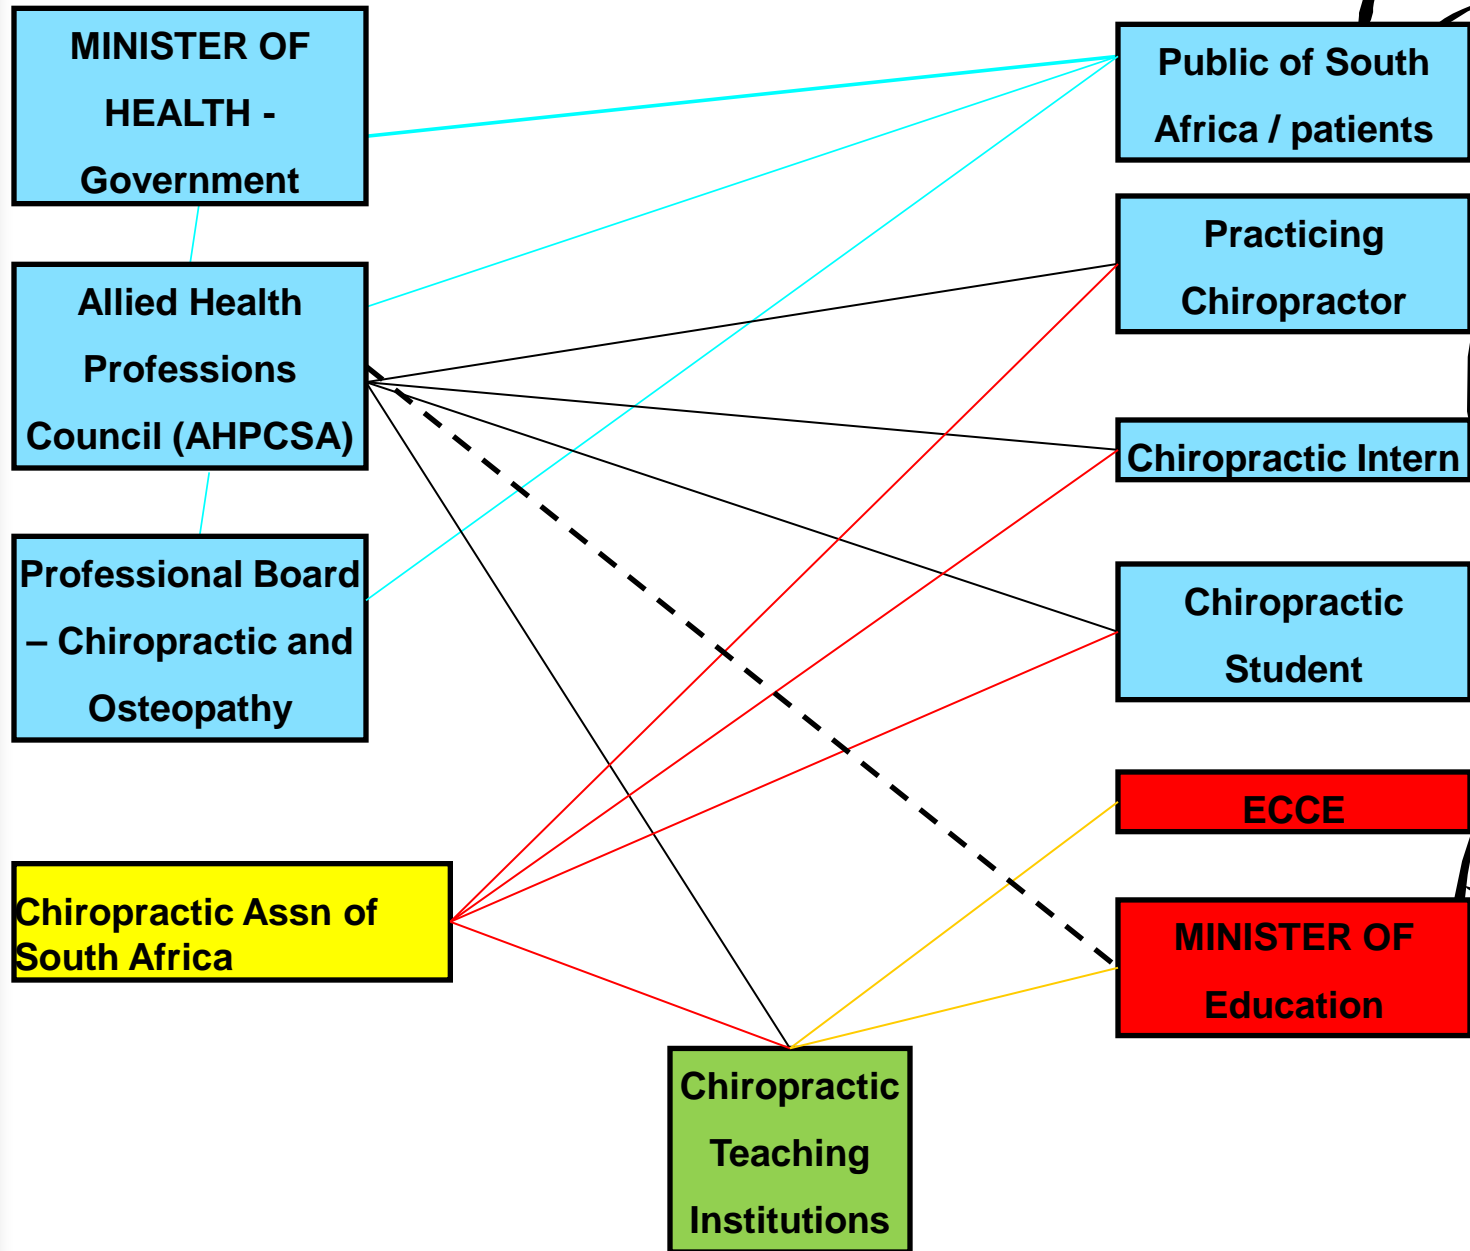 MINISTER OF
HEALTH -
Government
Allied Health
Professions
Council (AHPCSA)
Professional Board
– Chiropractic and
Osteopathy
Chiropractic Assn of
South Africa
Chiropractic
Teaching
Institutions
Public of South
Africa / patients
Practicing
Chiropractor
Chiropractic Intern
Chiropractic
Student
ECCE
MINISTER OF
Education